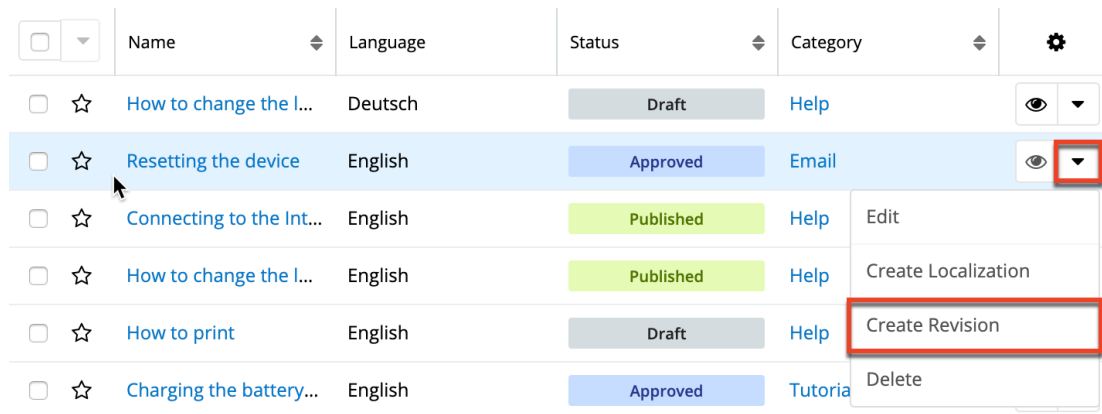 Name Language Status Category
How to change the l... Deutsch Draft Help
Resetting the device English Approved Email
Connecting to the Int... English Published Help
Edit
How to change the l... English Published Help
Create Localization
How to print English Draft Help
Create Revision
Charging the battery... English Approved Tutoria
Delete